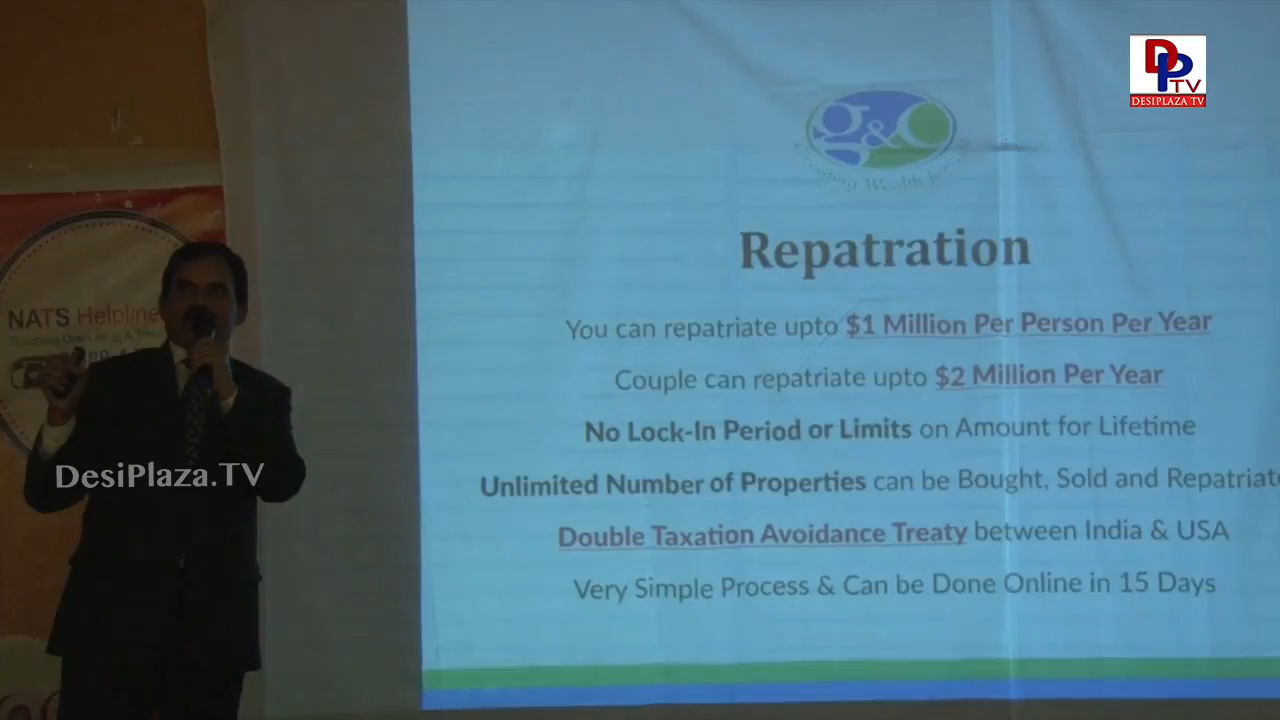 DP TV
DESIPLAZA TV
g&c
Repatration
You can repatriate upto $1 Million Per Person Per Year
Couple can repatriate upto $2 Million Per Year
No Lock-In Period or Limits on Amount for Lifetime
Unlimited Number of Properties can be Bought, Sold and Repatriate
Double Taxation Avoidance Treaty between India & USA
Very Simple Process & Can be Done Online in 15 Days
NATS Helpline
DesiPlaza.TV